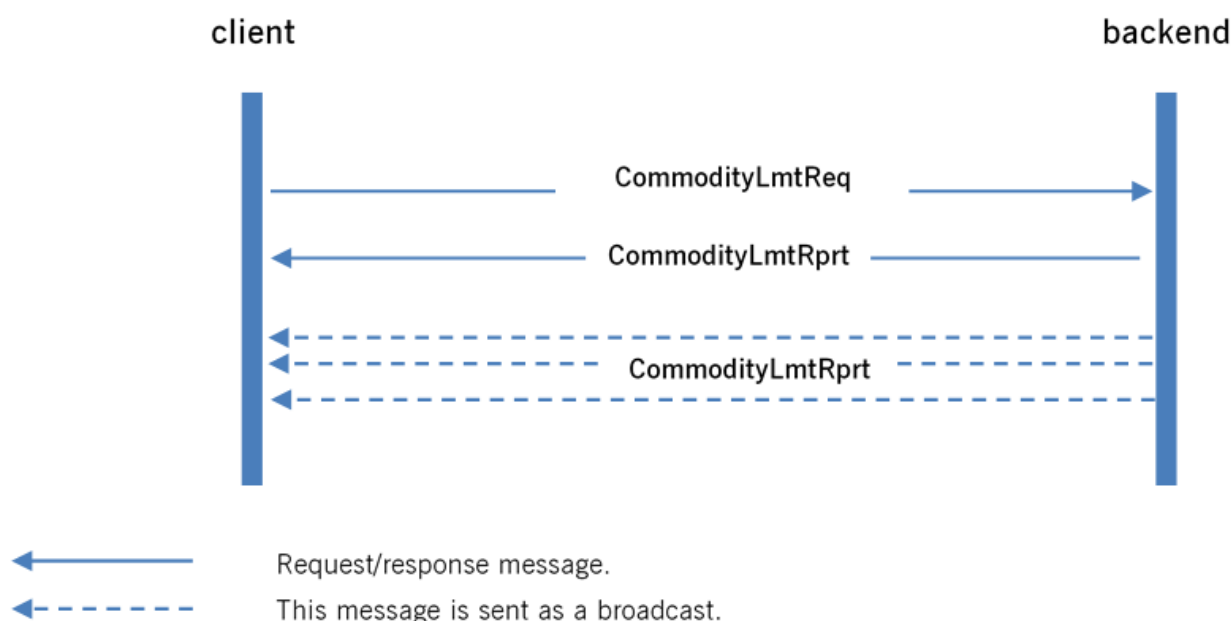 client
backend
CommodityLmtReq
CommodityLmtRprt
CommodityLmtRprt
Request/response message.
This message is sent as a broadcast.